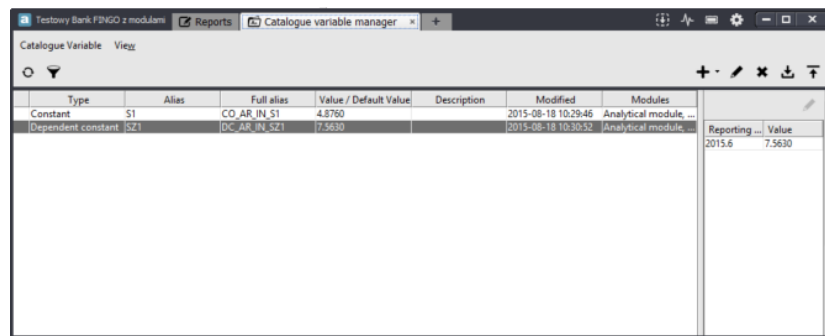 a Testowy Bank FINGO z modułami Reports Catalogue variable manager × +
Catalogue Variable View
Type Alias Full alias Value / Default Value Description Modified Modules
Constant S1 CO_AR_IN_S1 4.8760 2015-08-18 10:29:46 Analytical module, ...
Dependent constant SZ1 DC_AR_IN_SZ1 7.5630 2015-08-18 10:30:52 Analytical module, ...
Reporting ... Value
2015.6 7.5630